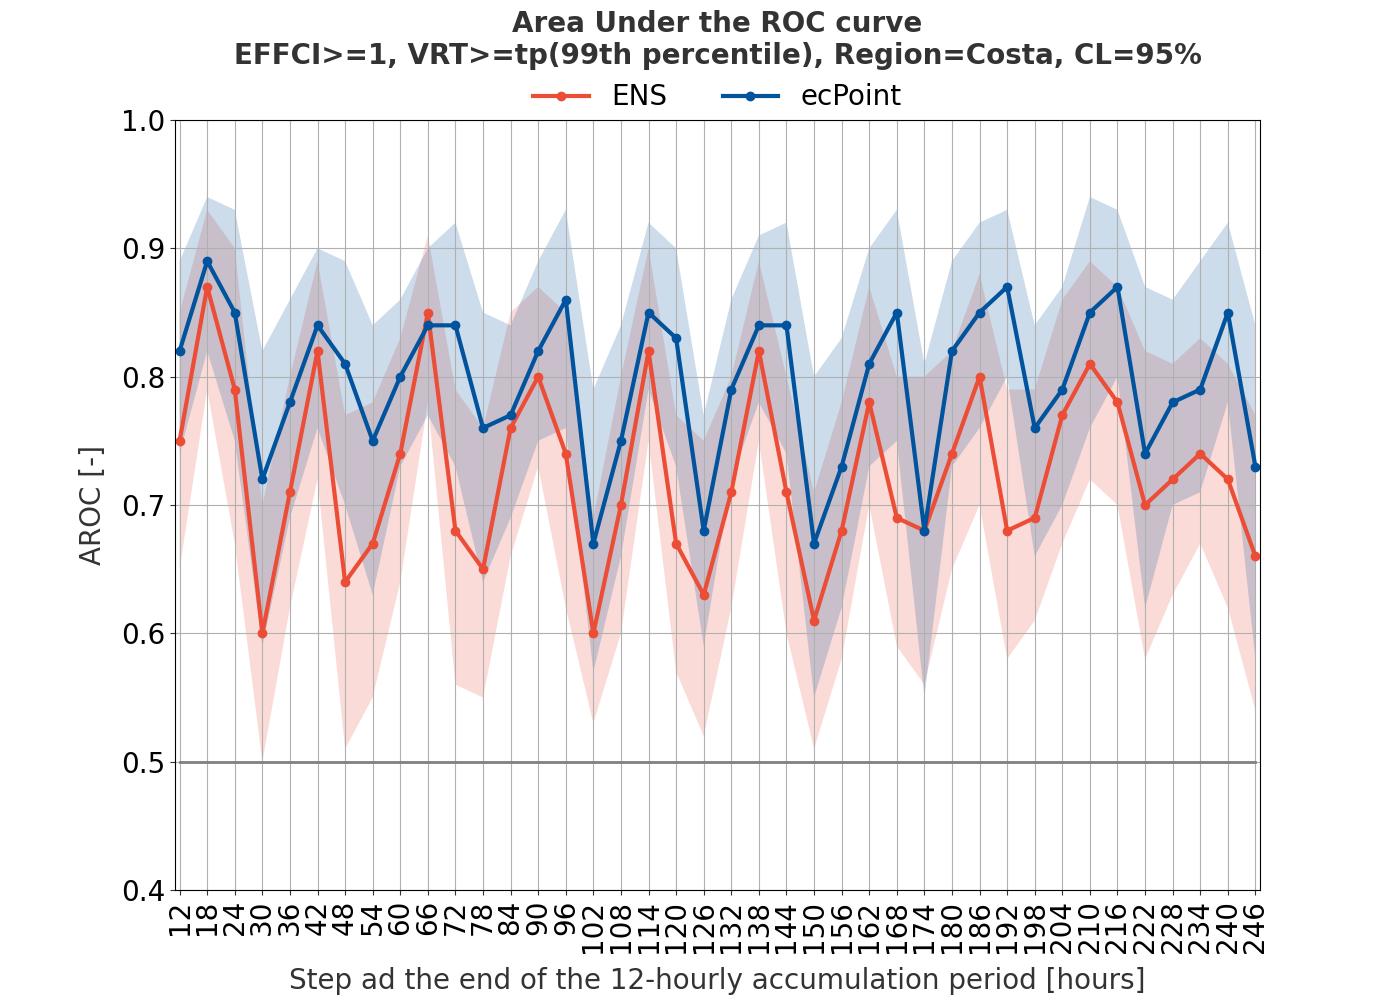 Area Under the ROC curve
EFFCI>=1, VRT>=tp(99th percentile), Region=Costa, CL=95%
ENS ecPoint
1.0
0.9
0.8
0.7
0.6
0.5
0.4
AROC [-]
12 18 24 30 36 42 48 54 60 66 72 78 84 90 96 102 108 114 120 126 132 138 144 150 156 162 168 174 180 186 192 198 204 210 216 222 228 234 240 246
Step ad the end of the 12-hourly accumulation period [hours]